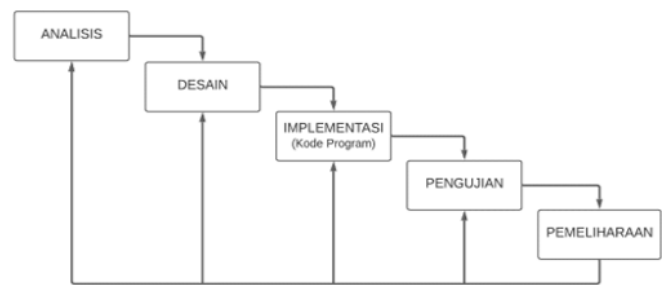 ANALISIS
DESAIN
IMPLEMENTASI
(Kode Program)
PENGUJIAN
PEMELIHARAAN